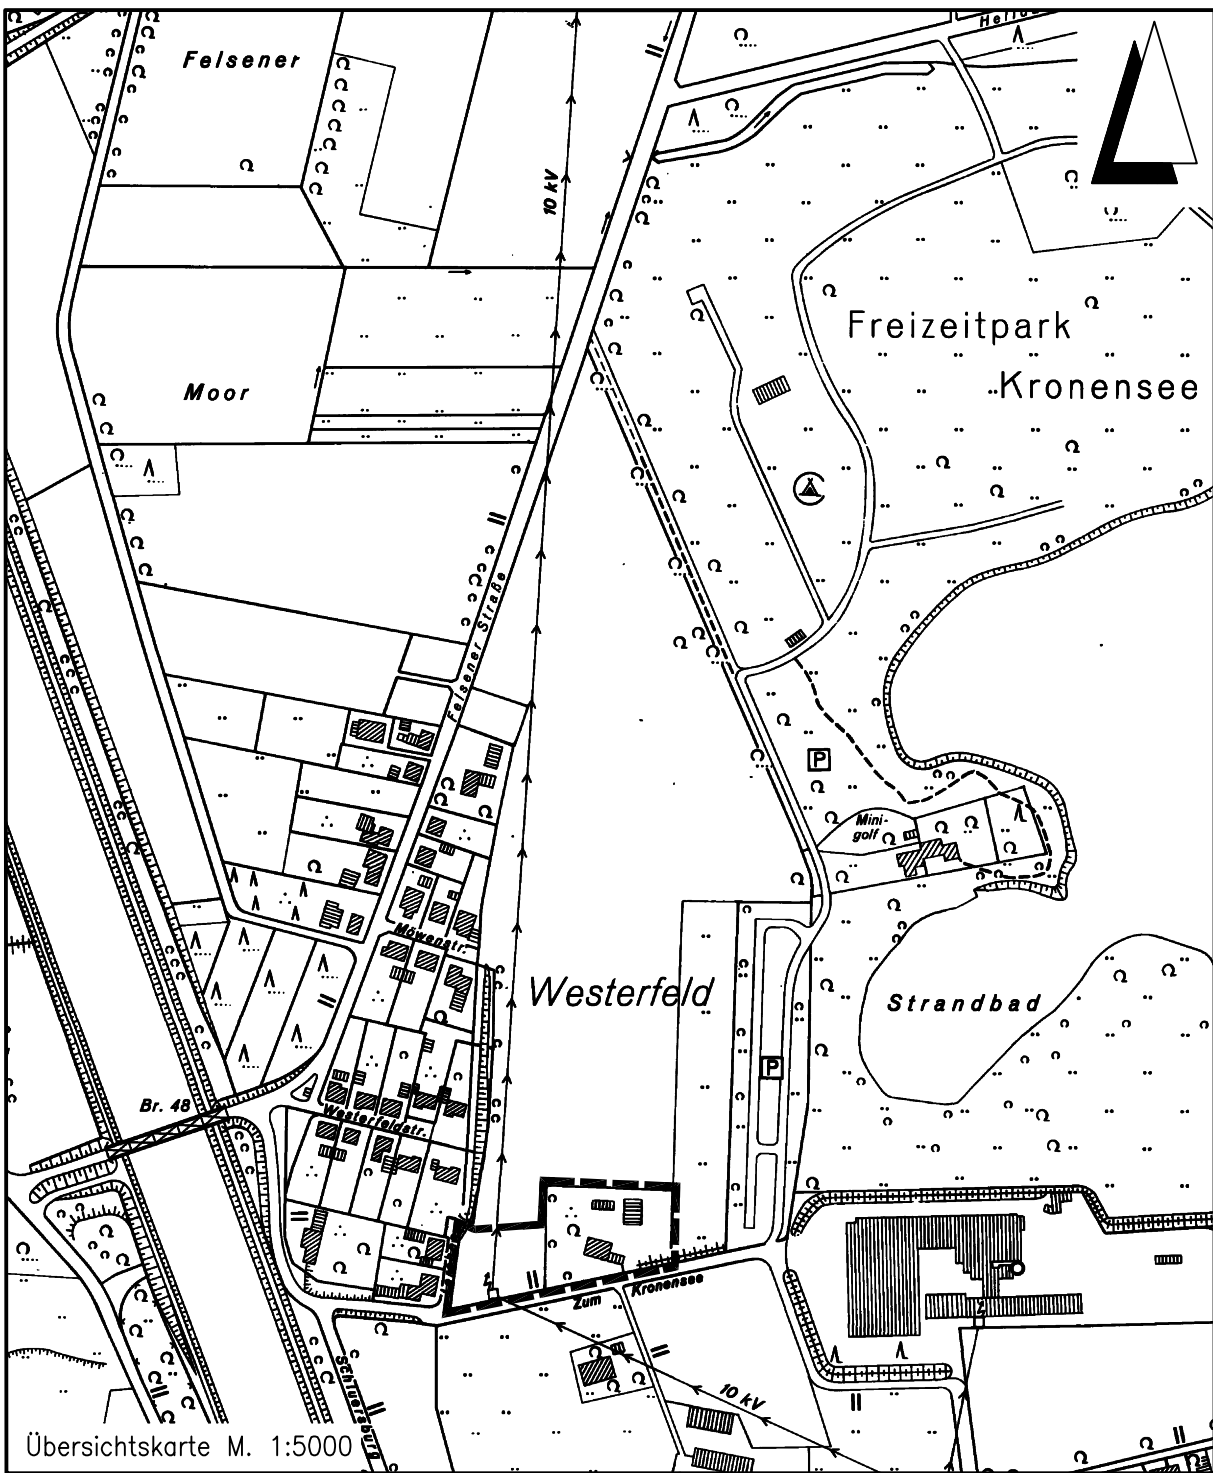 Felsener
10 kV
Freizeitpark
Kronensee
Moor
Felsener Straße
P
Mini-
golf
Möwenstr.
Westerfeld
Strandbad
P
Br. 48
Westerfeldstr.
Zum Kronensee
10 kV
Übersichtskarte M. 1:5000